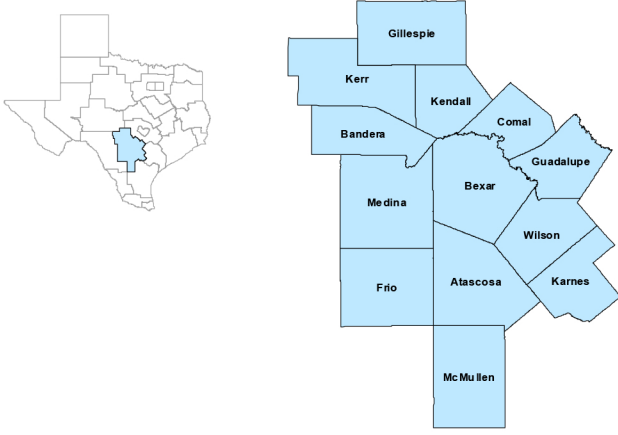 Gillespie
Kerr
Kendall
Comal
Bandera
Guadalupe
Bexar
Medina
Wilson
Atascosa
Karnes
Frio
McMullen